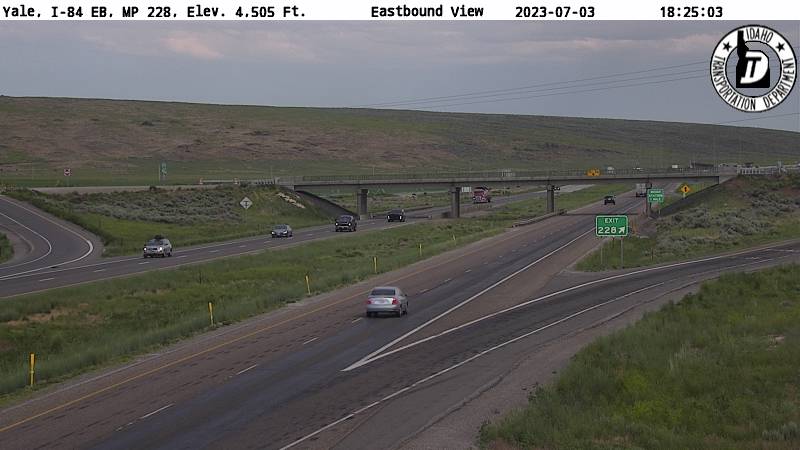 Yale, I-84 EB, MP 228, Elev. 4,505 Ft. Eastbound View 2023-07-03 18:25:03
IDAHO
TRANSPORTATION DEPARTMENT
EXIT
228